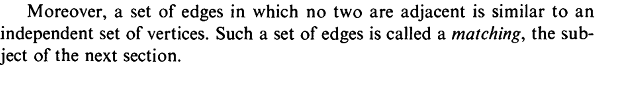 Moreover, a set of edges in which no two are adjacent is similar to an
independent set of vertices. Such a set of edges is called a matching, the sub-
ject of the next section.